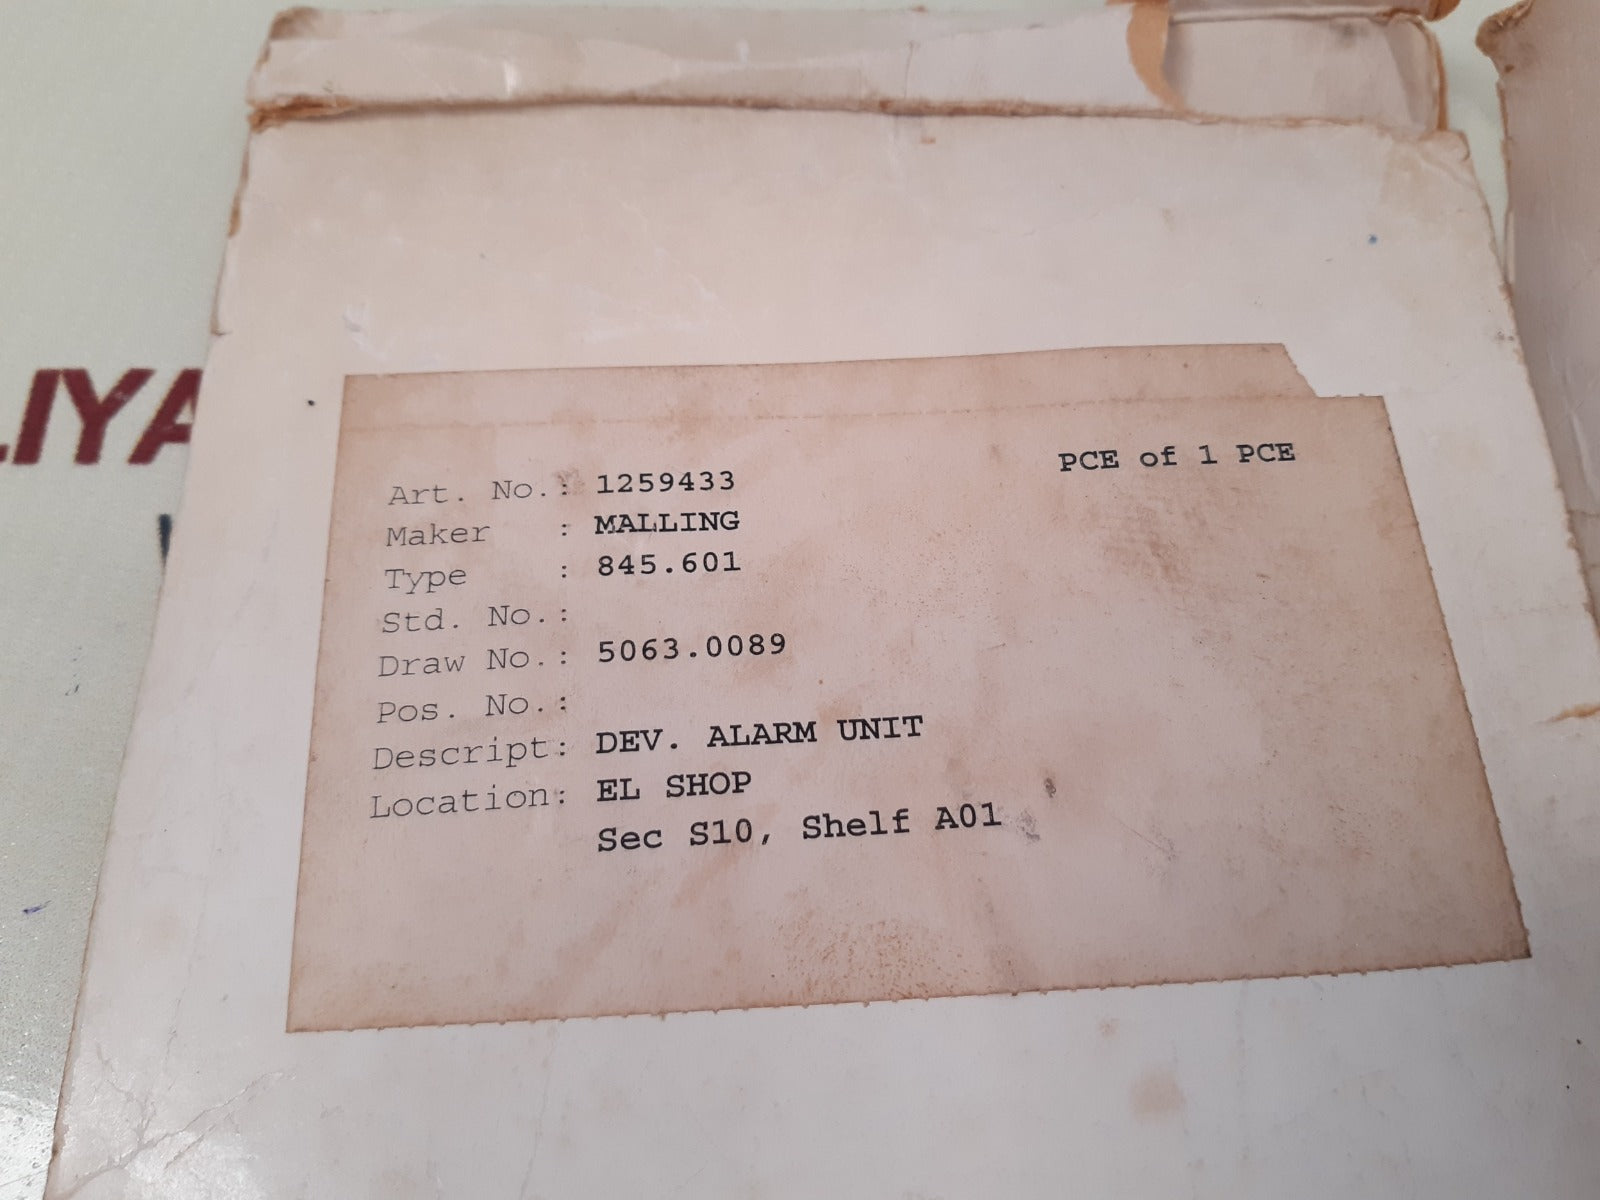 LIYA
PCE of 1 PCE
Art. No.: 1259433
Maker : MALLING
Type : 845.601
Std. No.:
Draw No.: 5063.0089
Pos. No.:
Descript: DEV. ALARM UNIT
Location: EL SHOP
Sec S10, Shelf A01